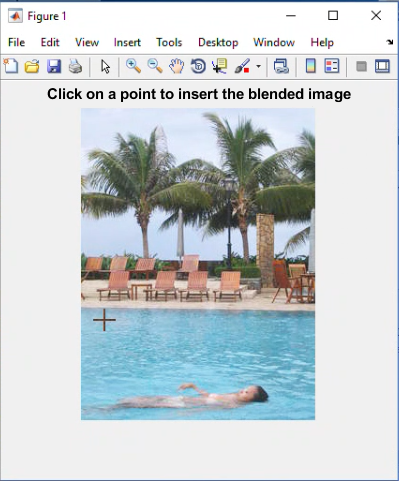 Figure 1
File Edit View Insert Tools Desktop Window Help
Click on a point to insert the blended image